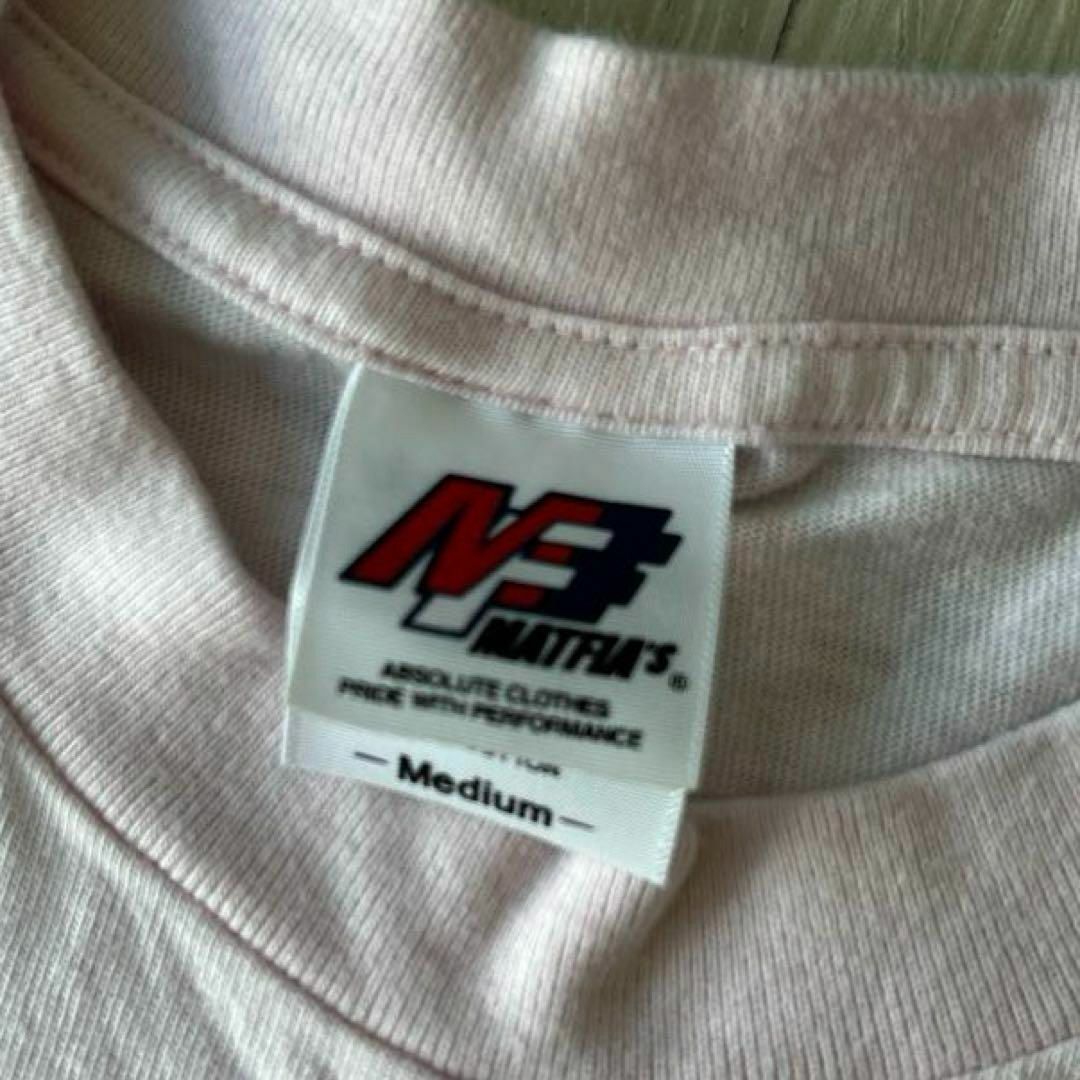 MATFIA'S®
ABSOLUTE CLOTHES
PRIDE WITH PERFORMANCE
— Medium —